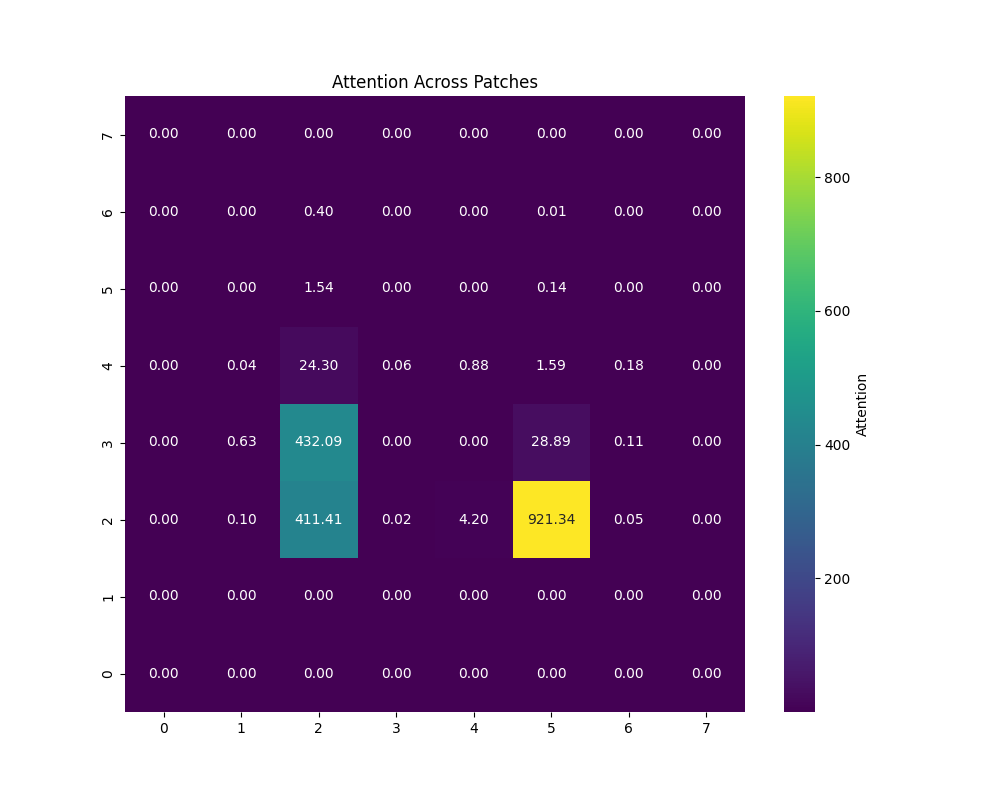 Attention Across Patches
7 0.00 0.00 0.00 0.00 0.00 0.00 0.00 0.00
6 0.00 0.00 0.40 0.00 0.00 0.01 0.00 0.00
5 0.00 0.00 1.54 0.00 0.00 0.14 0.00 0.00
4 0.00 0.04 24.30 0.06 0.88 1.59 0.18 0.00
3 0.00 0.63 432.09 0.00 0.00 28.89 0.11 0.00
2 0.00 0.10 411.41 0.02 4.20 921.34 0.05 0.00
1 0.00 0.00 0.00 0.00 0.00 0.00 0.00 0.00
0 0.00 0.00 0.00 0.00 0.00 0.00 0.00 0.00
0 1 2 3 4 5 6 7
800
600
400
200
Attention